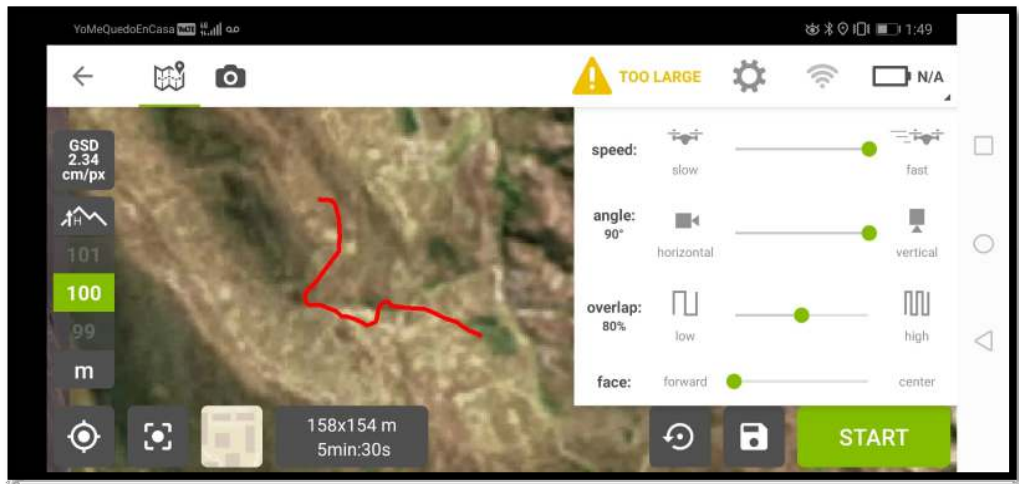 YoMeQuedoEnCasa 1:49
TOO LARGE N/A
GSD
2.34
cm/px
H
101
100
99
m
speed: slow fast
angle:
90°
horizontal vertical
overlap:
80%
low high
face: forward center
158x154 m
5min:30s
START